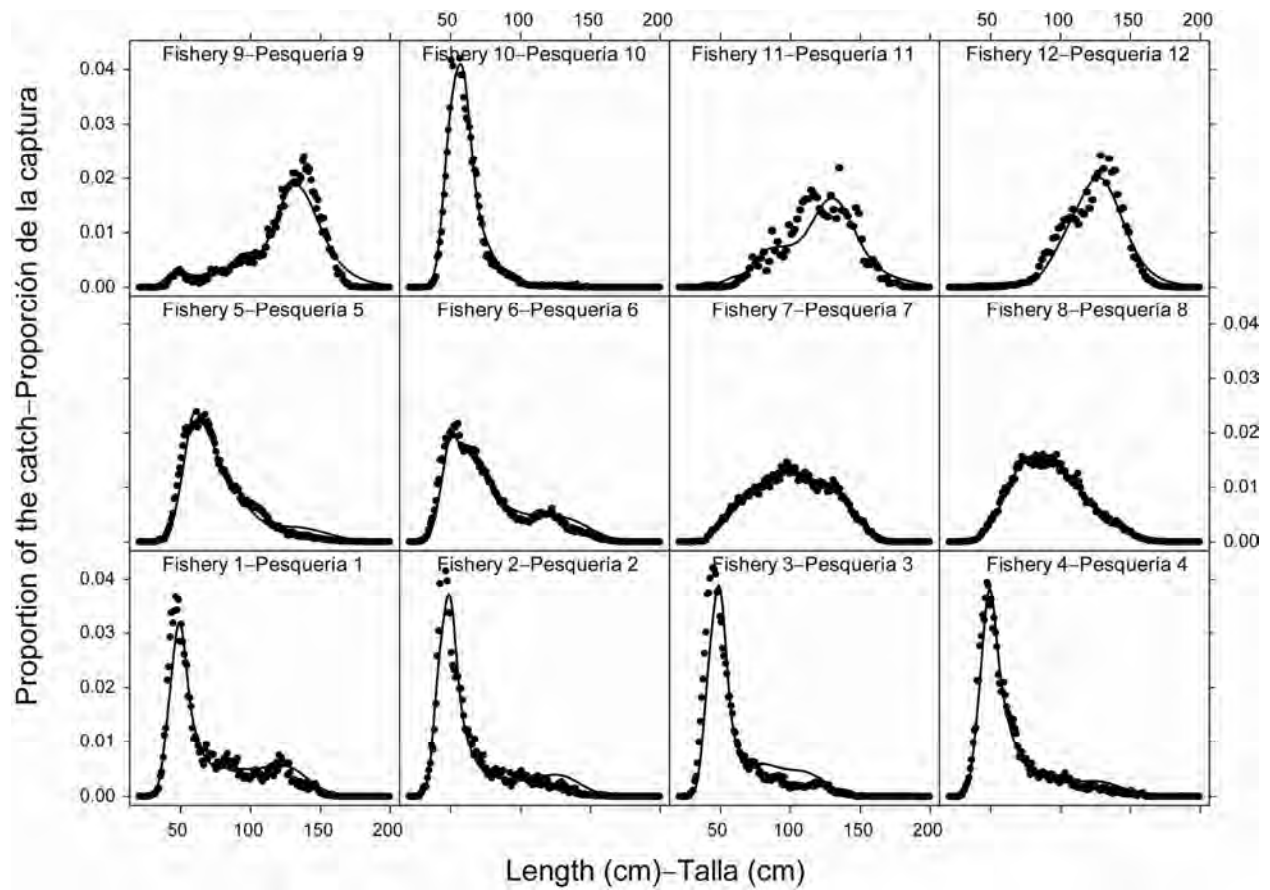 50 100 150 200 50 100 150 200
Fishery 9–Pesquería 9 Fishery 10–Pesquería 10 Fishery 11–Pesquería 11 Fishery 12–Pesquería 12
0.04
0.03
0.02
0.01
0.00
Fishery 5–Pesquería 5 Fishery 6–Pesquería 6 Fishery 7–Pesquería 7 Fishery 8–Pesquería 8
0.04
0.03
0.02
0.01
0.00
Fishery 1–Pesquería 1 Fishery 2–Pesquería 2 Fishery 3–Pesquería 3 Fishery 4–Pesquería 4
0.04
0.03
0.02
0.01
0.00
50 100 150 200 50 100 150 200
Length (cm)–Talla (cm)
Proportion of the catch–Proporción de la captura